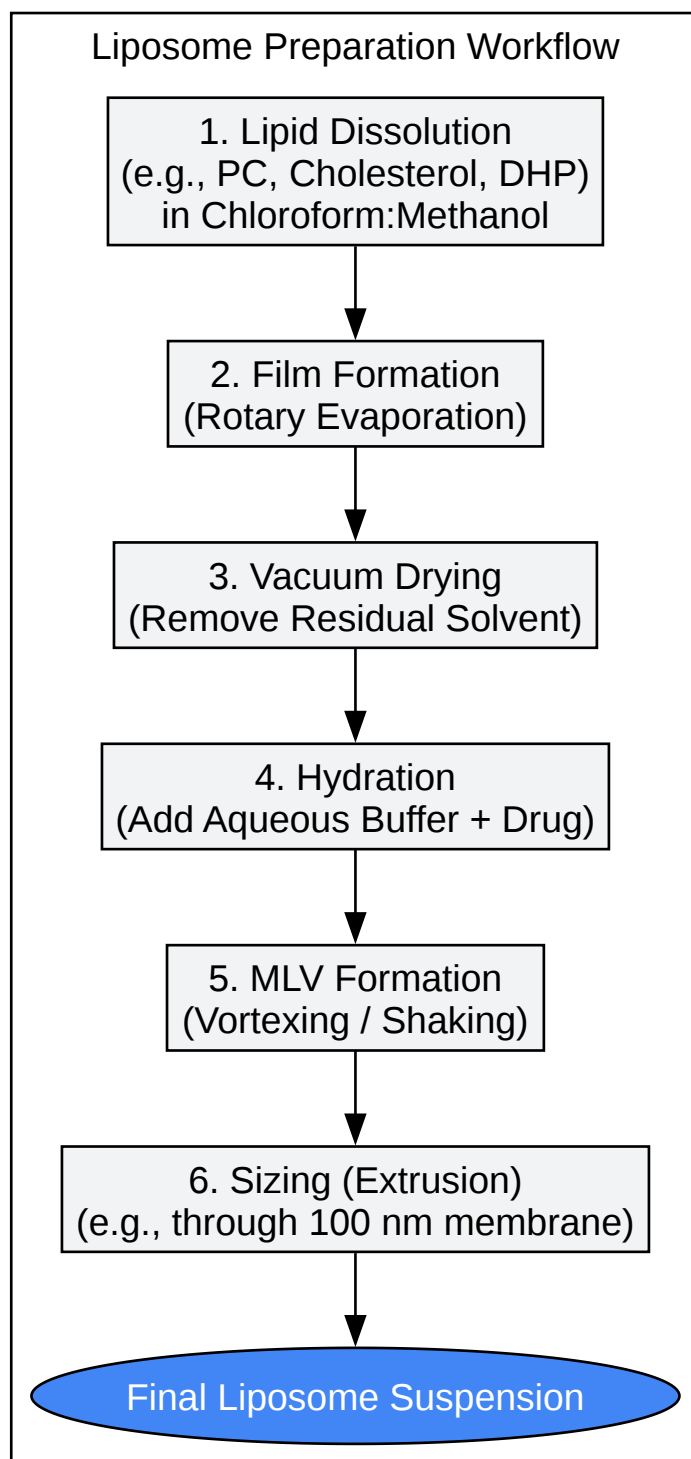 Liposome Preparation Workflow
1. Lipid Dissolution
(e.g., PC, Cholesterol, DHP)
in Chloroform:Methanol
2. Film Formation
(Rotary Evaporation)
3. Vacuum Drying
(Remove Residual Solvent)
4. Hydration
(Add Aqueous Buffer + Drug)
5. MLV Formation
(Vortexing / Shaking)
6. Sizing (Extrusion)
(e.g., through 100 nm membrane)
Final Liposome Suspension